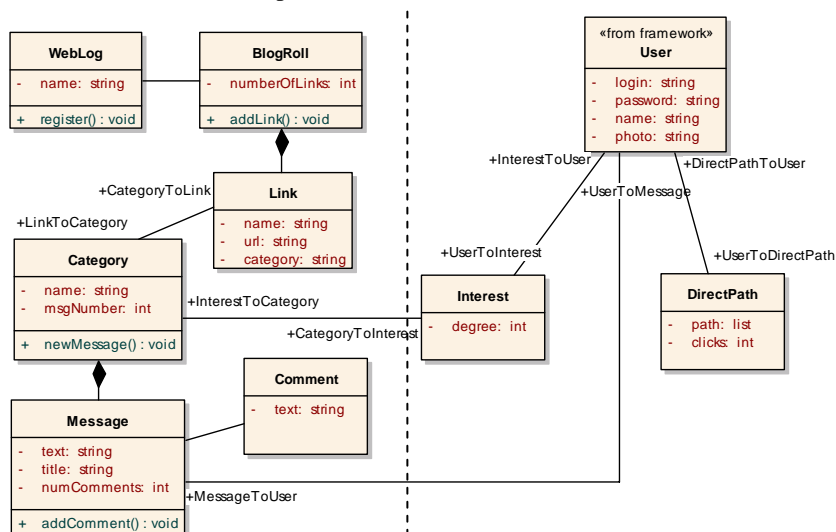 WebLog
- name: string
+ register() : void
BlogRoll
- numberOfLinks: int
+ addLink() : void
«from framework»
User
- login: string
- password: string
- name: string
- photo: string
+InterestToUser
+DirectPathToUser
+UserToMessage
+CategoryToLink
Link
- name: string
- url: string
- category: string
+LinkToCategory
Category
- name: string
- msgNumber: int
+ newMessage() : void
+InterestToCategory
+CategoryToInterest
+UserToInterest
Interest
- degree: int
+UserToDirectPath
DirectPath
- path: list
- clicks: int
Comment
- text: string
Message
- text: string
- title: string
- numComments: int
+ addComment() : void
+MessageToUser